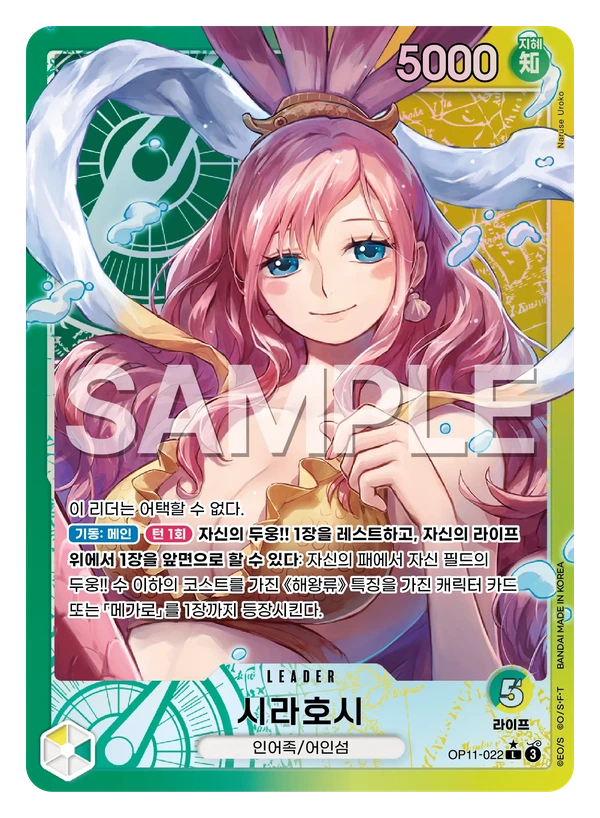 5000
지혜
知
Naruse Uroko
SAMPLE
이 리더는 어택할 수 없다.
기동: 메인 턴 1회 자신의 두웅!! 1장을 레스트하고, 자신의 라이프
위에서 1장을 앞면으로 할 수 있다: 자신의 패에서 자신 필드의
두웅!! 수 이하의 코스트를 가진 《해왕류》 특징을 가진 캐릭터 카드
또는 「메가로」를 1장까지 등장시킨다.
LEADER
시라호시
인어족/어인섬
5
라이프
OP11-022 L 3
©E/S ©O/S·F·T BANDAI MADE IN KOREA